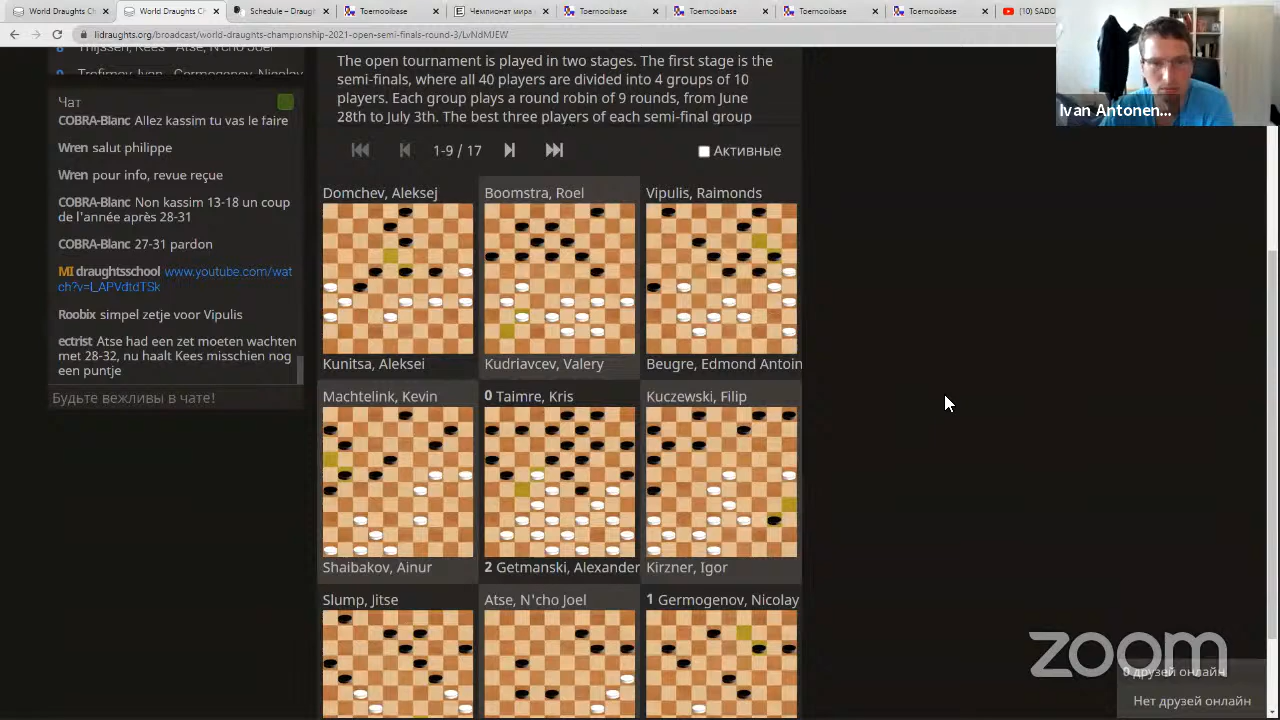 World Draughts Ch
World Draughts Ch
Schedule – Draugh
Toernooibase
Чемпионат мира
Toernooibase
Toernooibase
Toernooibase
Toernooibase
(10) SADO
lidraughts.org/broadcast/world-draughts-championship-2021-open-semi-finals-round-
Thijssen, Kees - Atse, N'cho Joel
Trofimov, Ivan - Germogenov, Nicolay
Чат
COBRA-Blanc Allez kassim tu vas le faire
Wren salut philippe
Wren pour info, revue reçue
COBRA-Blanc Non kassim 13-18 un coup
de l'année après 28-31
COBRA-Blanc 27-31 pardon
MI draughtsschool www.youtube.com/wat
ch?v=LAPVdtdTSk
Roobix simpel zetje voor Vipulis
ectrist Atse had een zet moeten wachten
met 28-32, nu haalt Kees misschien nog
een puntje
Будьте вежливы в чате!
The open tournament is played in two stages. The first stage is the
semi-finals, where all 40 players are divided into 4 groups of 10
players. Each group plays a round robin of 9 rounds, from June
28th to July 3th. The best three players of each semi-final group
1-9 / 17
Активные
Domchev, Aleksej
Boomstra, Roel
Vipulis, Raimonds
Kunitsa, Aleksei
Kudriavcev, Valery
Beugre, Edmond Antoin
Machtelink, Kevin
0 Taimre, Kris
Kuczewski, Filip
Shaibakov, Ainur
2 Getmanski, Alexander
Kirzner, Igor
Slump, Jitse
Atse, N'cho Joel
1 Germogenov, Nicolay
Ivan Antonen...
zoom
0 друзей онлайн
Нет друзей онлайн